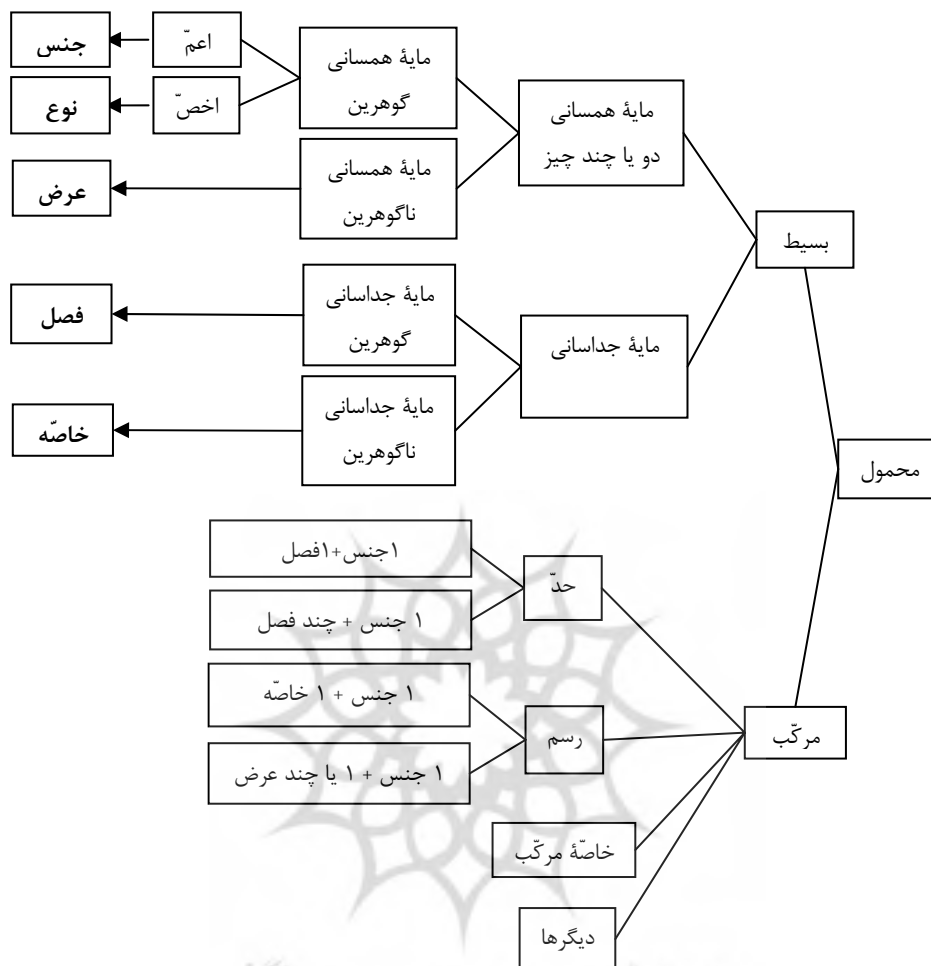 محمول
بسیط
مایهٔ همسانی
دو یا چند چیز
مایهٔ همسانی
گوهرین
اعمّ
جنس
اخصّ
نوع
مایهٔ همسانی
ناگوهرین
عرض
مایهٔ جداسانی
مایهٔ جداسانی
گوهرین
فصل
مایهٔ جداسانی
ناگوهرین
خاصّه
مرکّب
حدّ
۱جنس+۱فصل
۱ جنس + چند فصل
رسم
۱ جنس + ۱ خاصّه
۱ جنس + ۱ یا چند عرض
خاصّهٔ مرکّب
دیگرها